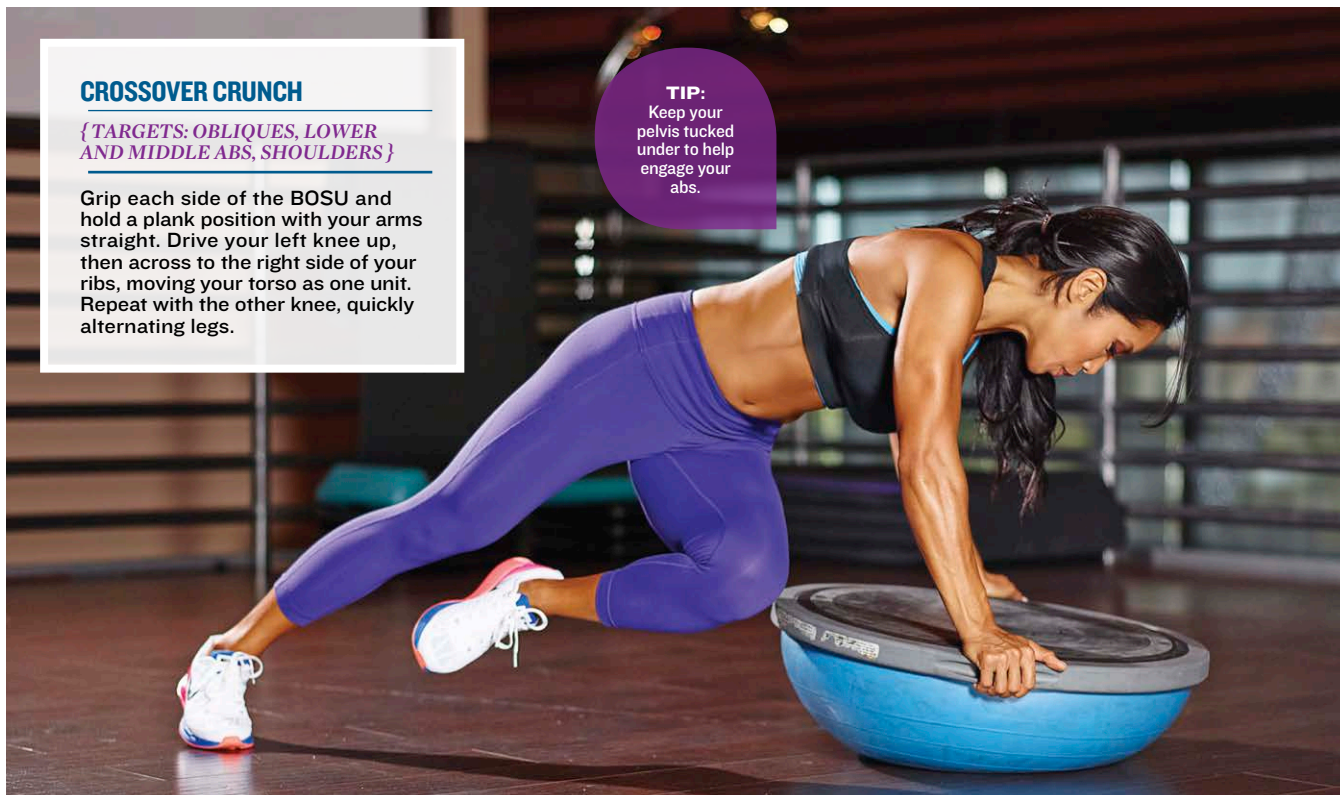 CROSSOVER CRUNCH
{ TARGETS: OBLIQUES, LOWER
AND MIDDLE ABS, SHOULDERS }
Grip each side of the BOSU and
hold a plank position with your arms
straight. Drive your left knee up,
then across to the right side of your
ribs, moving your torso as one unit.
Repeat with the other knee, quickly
alternating legs.
TIP:
Keep your
pelvis tucked
under to help
engage your
abs.